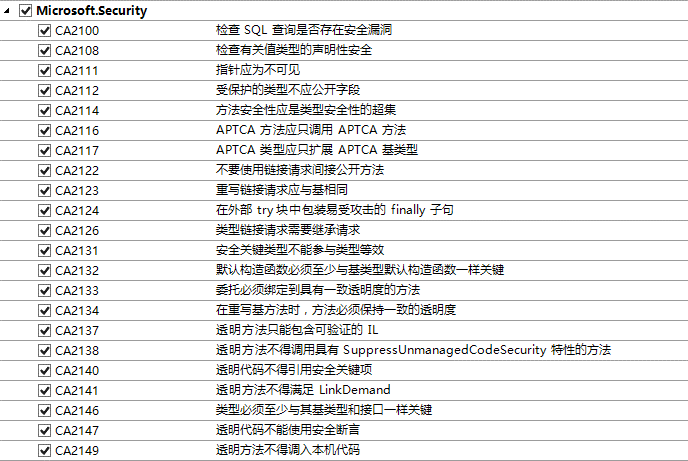 Microsoft.Security
CA2100 检查 SQL 查询是否存在安全漏洞
CA2108 检查有关值类型的声明性安全
CA2111 指针应为不可见
CA2112 受保护的类型不应公开字段
CA2114 方法安全性应是类型安全性的超集
CA2116 APTCA 方法应只调用 APTCA 方法
CA2117 APTCA 类型应只扩展 APTCA 基类型
CA2122 不要使用链接请求间接公开方法
CA2123 重写链接请求应与基相同
CA2124 在外部 try 块中包装易受攻击的 finally 子句
CA2126 类型链接请求需要继承请求
CA2131 安全关键类型不能参与类型等效
CA2132 默认构造函数必须至少与基类型默认构造函数一样关键
CA2133 委托必须绑定到具有一致透明度的方法
CA2134 在重写基方法时，方法必须保持一致的透明度
CA2137 透明方法只能包含可验证的 IL
CA2138 透明方法不得调用具有 SuppressUnmanagedCodeSecurity 特性的方法
CA2140 透明代码不得引用安全关键项
CA2141 透明方法不得满足 LinkDemand
CA2146 类型必须至少与其基类型和接口一样关键
CA2147 透明代码不能使用安全断言
CA2149 透明方法不得调入本机代码